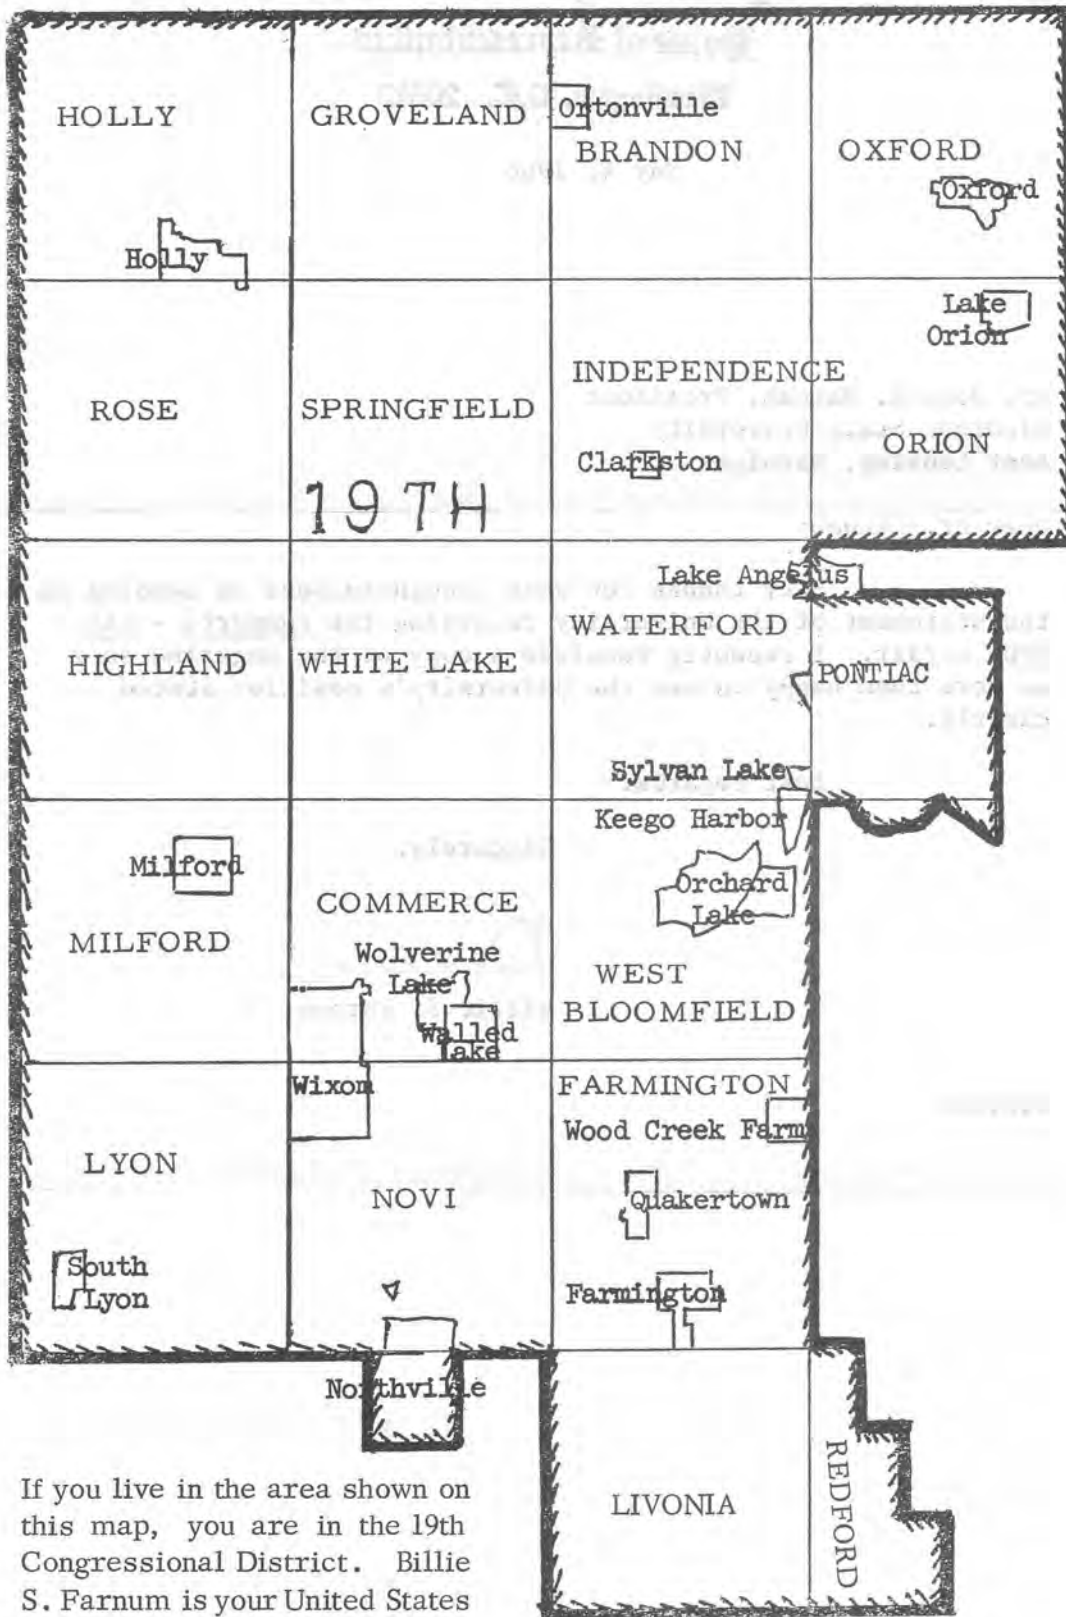 HOLLY
GROVELAND
Ortonville
BRANDON
OXFORD
Oxford
Holly
Lake
Orion
ROSE
SPRINGFIELD
INDEPENDENCE
Clarkston
ORION
19TH
Lake Angelus
HIGHLAND
WHITE LAKE
WATERFORD
PONTIAC
Sylvan Lake
Keego Harbor
Milford
MILFORD
COMMERCE
Orchard
Lake
Wolverine
Lake
Walled
Lake
WEST
BLOOMFIELD
Wixom
FARMINGTON
Wood Creek Farm
LYON
NOVI
Quakertown
South
Lyon
Farmington
Northville
LIVONIA
REDFORD
If you live in the area shown on
this map, you are in the 19th
Congressional District. Billie
S. Farnum is your United States